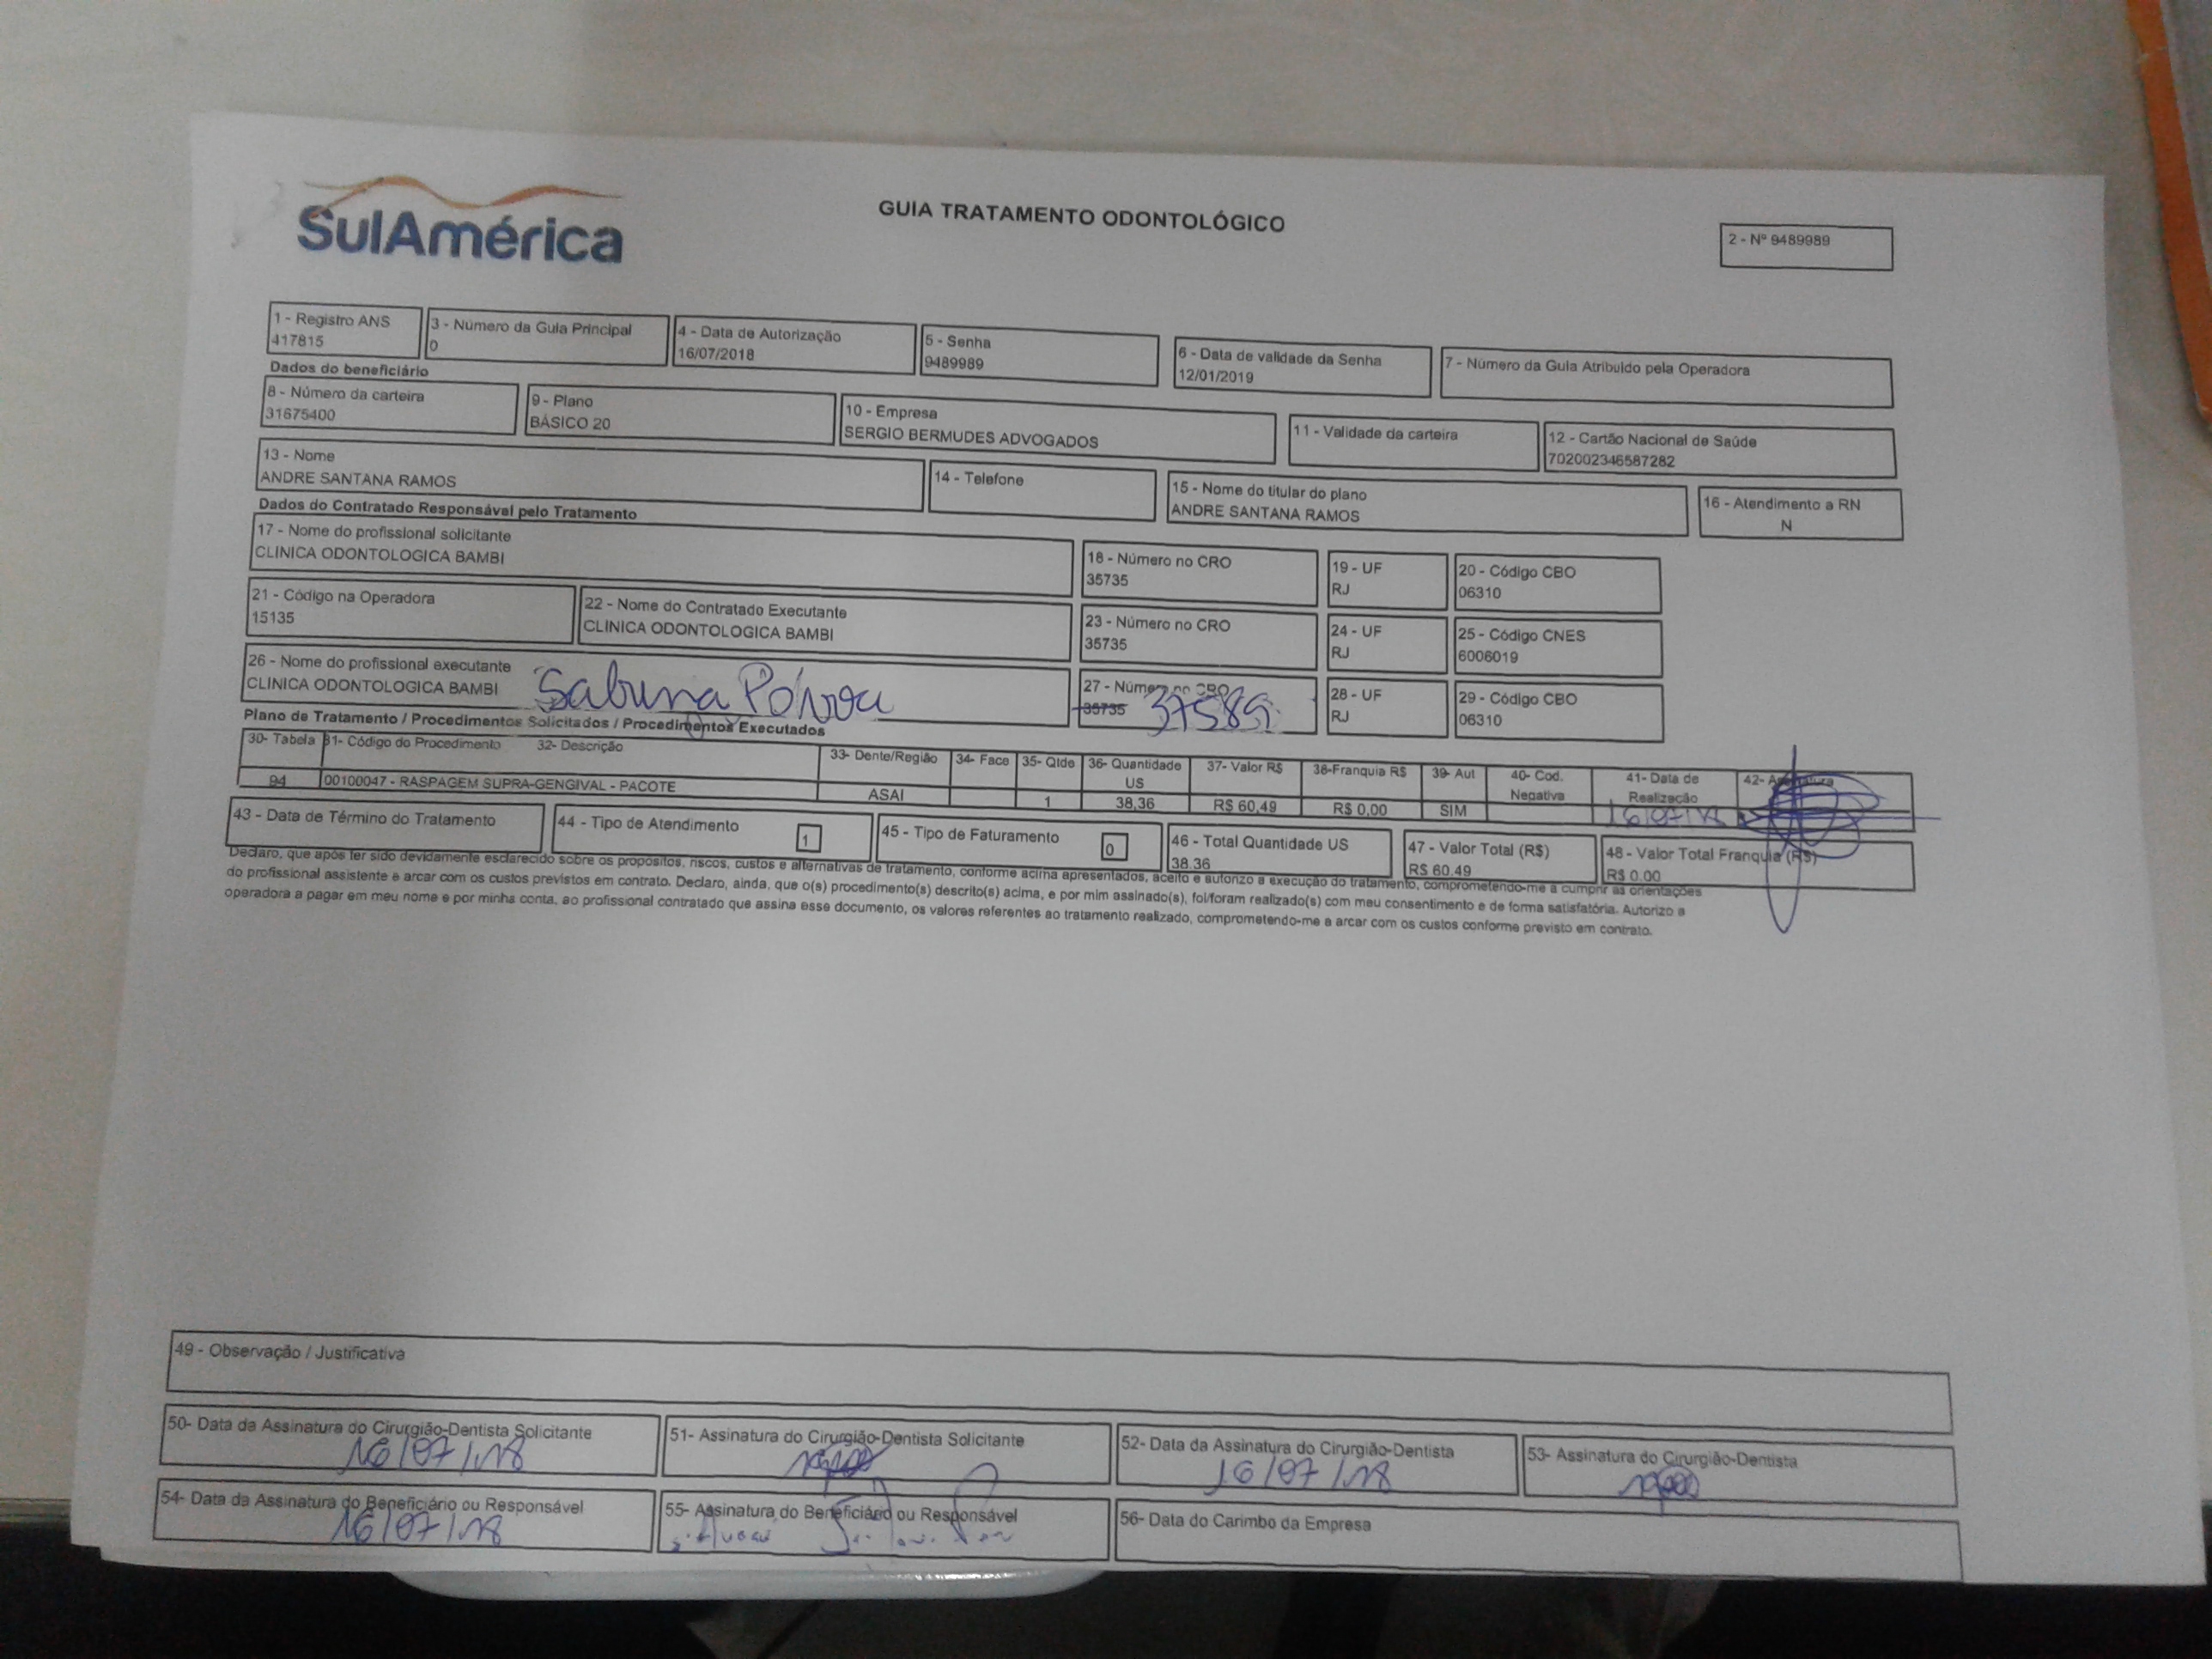 SulAmérica
GUIA TRATAMENTO ODONTOLÓGICO
2 - Nº 9489989
1 - Registro ANS
417815
3 - Número da Guia Principal
0
4 - Data de Autorização
16/07/2018
5 - Senha
9489989
6 - Data de validade da Senha
12/01/2019
7 - Número da Guia Atribuído pela Operadora
Dados do beneficiário
8 - Número da carteira
31675400
9 - Plano
BÁSICO 20
10 - Empresa
SERGIO BERMUDES ADVOGADOS
11 - Validade da carteira
12 - Cartão Nacional de Saúde
702002346587282
13 - Nome
ANDRE SANTANA RAMOS
14 - Telefone
15 - Nome do titular do plano
ANDRE SANTANA RAMOS
16 - Atendimento a RN
N
Dados do Contratado Responsável pelo Tratamento
17 - Nome do profissional solicitante
CLINICA ODONTOLOGICA BAMBI
18 - Número no CRO
35735
19 - UF
RJ
20 - Código CBO
06310
21 - Código na Operadora
15135
22 - Nome do Contratado Executante
CLINICA ODONTOLOGICA BAMBI
23 - Número no CRO
35735
24 - UF
RJ
25 - Código CNES
6006019
26 - Nome do profissional executante
CLINICA ODONTOLOGICA BAMBI Sabrina Póvoa
27 - Número no CRO
35735 37589
28 - UF
RJ
29 - Código CBO
06310
Plano de Tratamento / Procedimentos Solicitados / Procedimentos Executados
30- Tabela 31- Código do Procedimento 32- Descrição 33- Dente/Região 34- Face 35- Qtde 36- Quantidade US 37- Valor R$ 38-Franquia R$ 39- Aut 40- Cod. Negativa 41- Data de Realização 42- Assinatura
94 00100047 - RASPAGEM SUPRA-GENGIVAL - PACOTE ASAI 1 38,36 R$ 60,49 R$ 0,00 SIM 16/07/18
43 - Data de Término do Tratamento
44 - Tipo de Atendimento
1
45 - Tipo de Faturamento
0
46 - Total Quantidade US
38.36
47 - Valor Total (R$)
R$ 60.49
48 - Valor Total Franquia (R$)
R$ 0.00
Declaro, que após ter sido devidamente esclarecido sobre os propósitos, riscos, custos e alternativas de tratamento, conforme acima apresentados, aceito e autorizo a execução do tratamento, comprometendo-me a cumprir as orientações
do profissional assistente e arcar com os custos previstos em contrato. Declaro, ainda, que o(s) procedimento(s) descrito(s) acima, e por mim assinado(s), foi/foram realizado(s) com meu consentimento e de forma satisfatória. Autorizo a
operadora a pagar em meu nome e por minha conta, ao profissional contratado que assina esse documento, os valores referentes ao tratamento realizado, comprometendo-me a arcar com os custos conforme previsto em contrato.
49 - Observação / Justificativa
50- Data da Assinatura do Cirurgião-Dentista Solicitante
16/07/18
51- Assinatura do Cirurgião-Dentista Solicitante
52- Data da Assinatura do Cirurgião-Dentista
16/07/18
53- Assinatura do Cirurgião-Dentista
54- Data da Assinatura do Beneficiário ou Responsável
16/07/18
55- Assinatura do Beneficiário ou Responsável
56- Data do Carimbo da Empresa